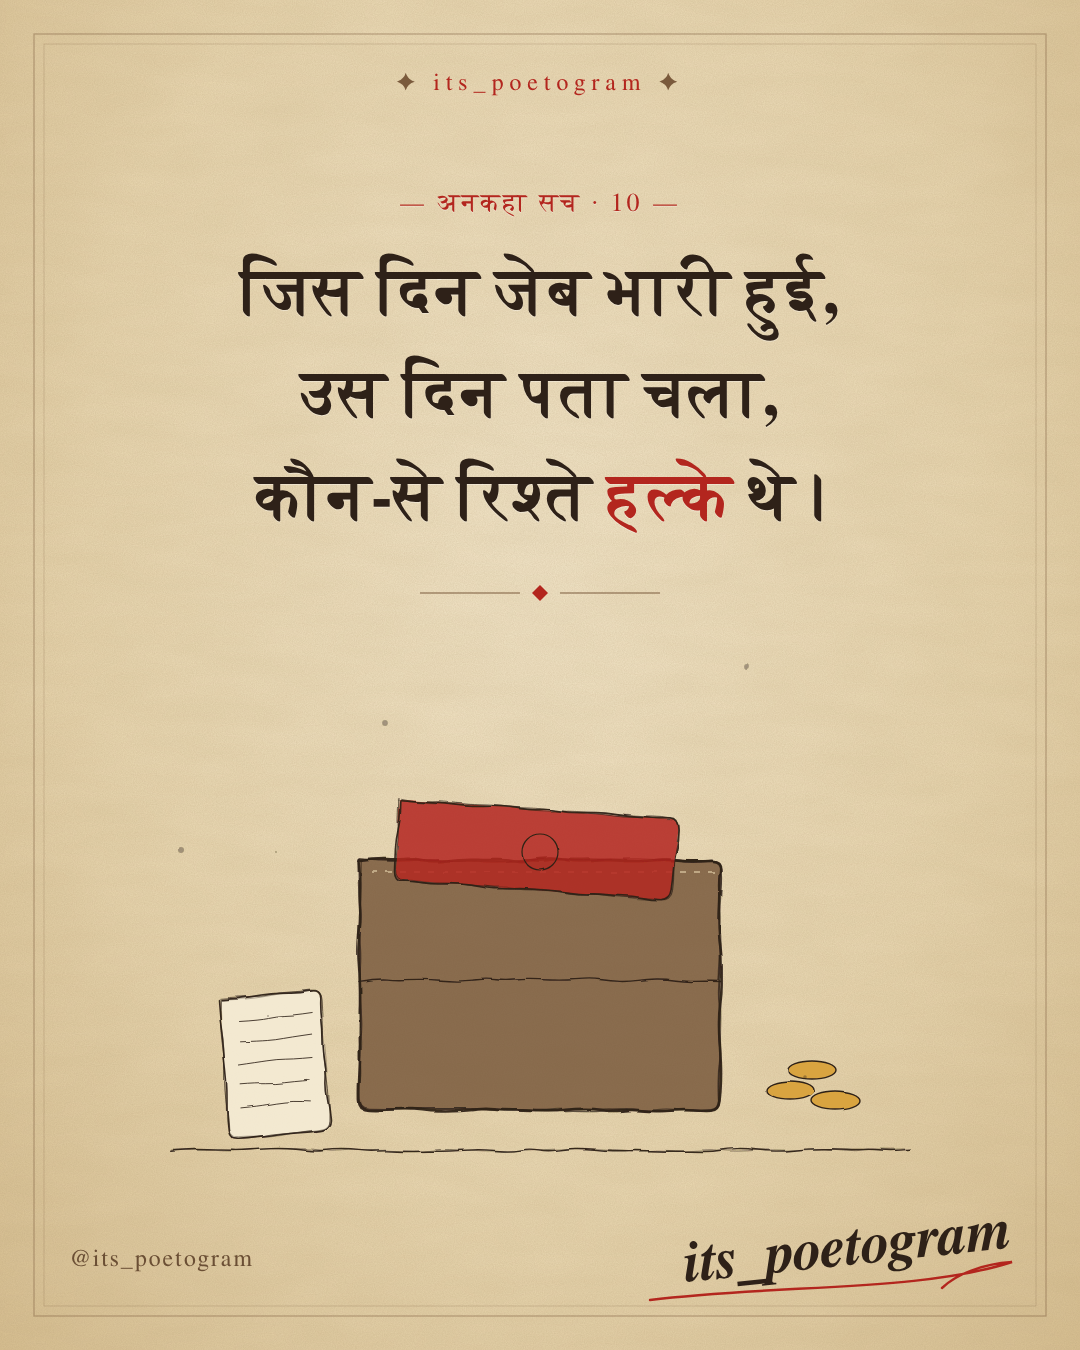 ✦ its_poetogram ✦
— अनकहा सच · 10 —
जिस दिन जेब भारी हुई,
उस दिन पता चला,
कौन-से रिश्ते हल्के थे।
@its_poetogram
its_poetogram